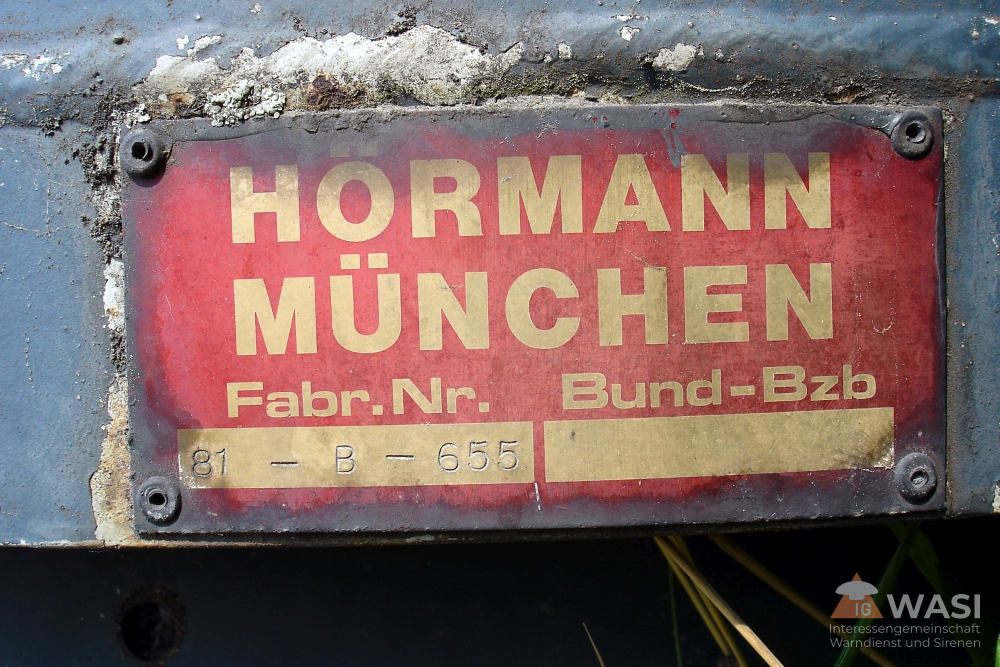 HÖRMANN
MÜNCHEN
Fabr.Nr. Bund-Bzb
81 - B - 655
IG WASI
Interessengemeinschaft
Warndienst und Sirenen